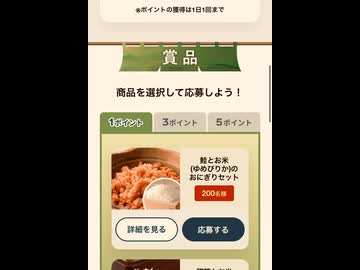 ※ポイントの獲得は1日1回まで
賞品
商品を選択して応募しよう！
1ポイント
3ポイント
5ポイント
鮭とお米
(ゆめぴりか)の
おにぎりセット
200名様
詳細を見る
応募する